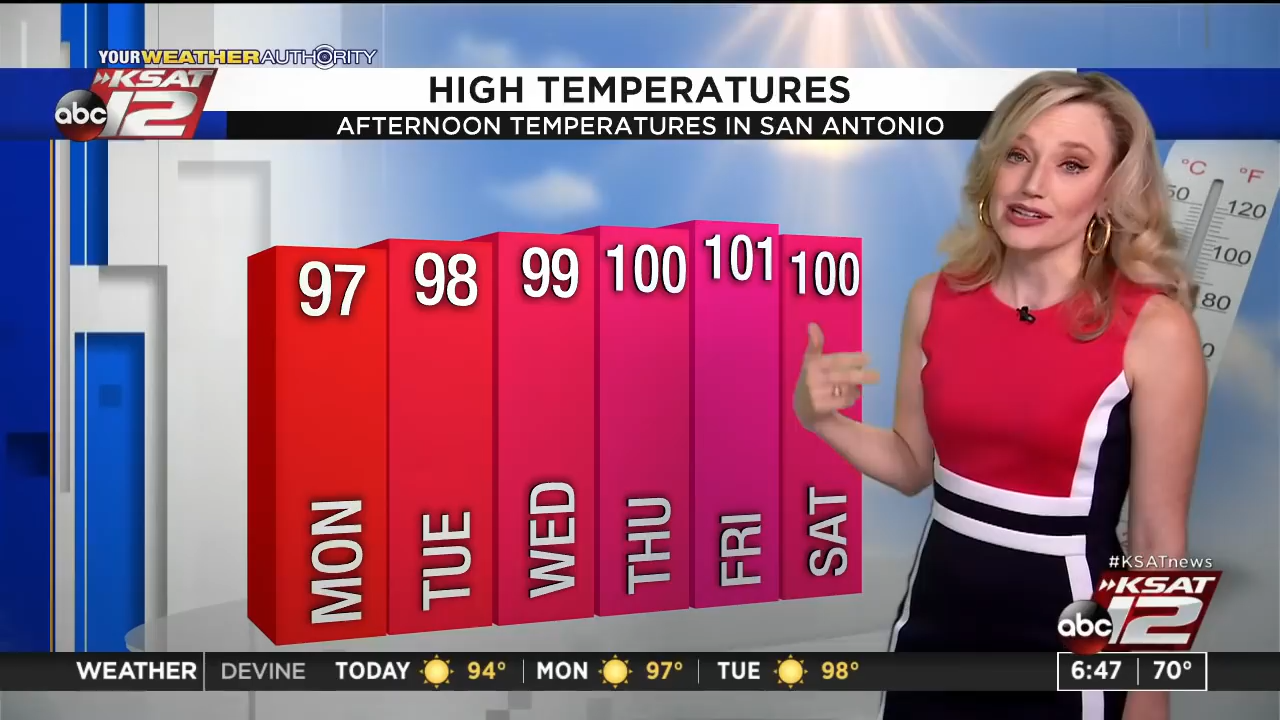 YOUR WEATHER AUTHORITY
KSAT
abc 12
HIGH TEMPERATURES
AFTERNOON TEMPERATURES IN SAN ANTONIO
°C °F
50 120
100
80
97 98 99 100 101 100
MON TUE WED THU FRI SAT
#KSATnews
KSAT
abc 12
WEATHER DEVINE TODAY 94° MON 97° TUE 98°
6:47 70°